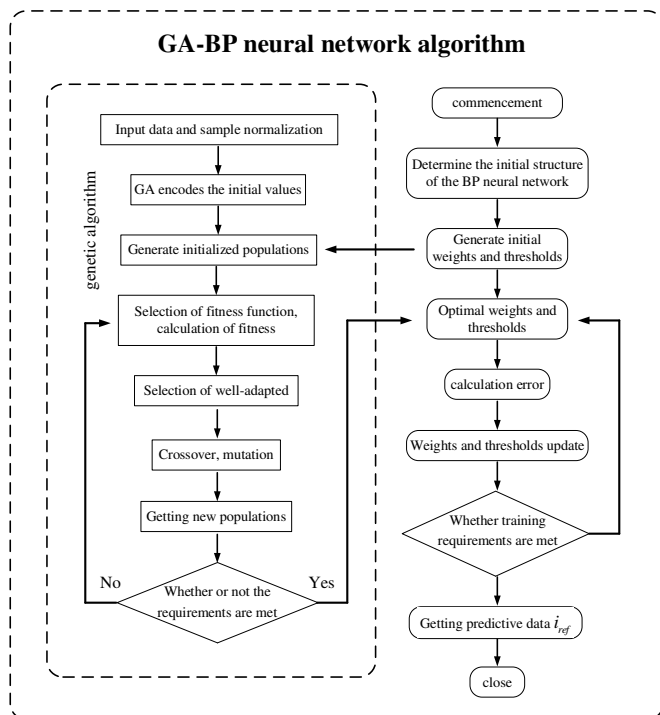 GA-BP neural network algorithm
genetic algorithm
Input data and sample normalization
GA encodes the initial values
Generate initialized populations
Selection of fitness function,
calculation of fitness
Selection of well-adapted
Crossover, mutation
Getting new populations
No
Whether or not the
requirements are met
Yes
commencement
Determine the initial structure
of the BP neural network
Generate initial
weights and thresholds
Optimal weights and
thresholds
calculation error
Weights and thresholds update
Whether training
requirements are met
Getting predictive data i_ref
close